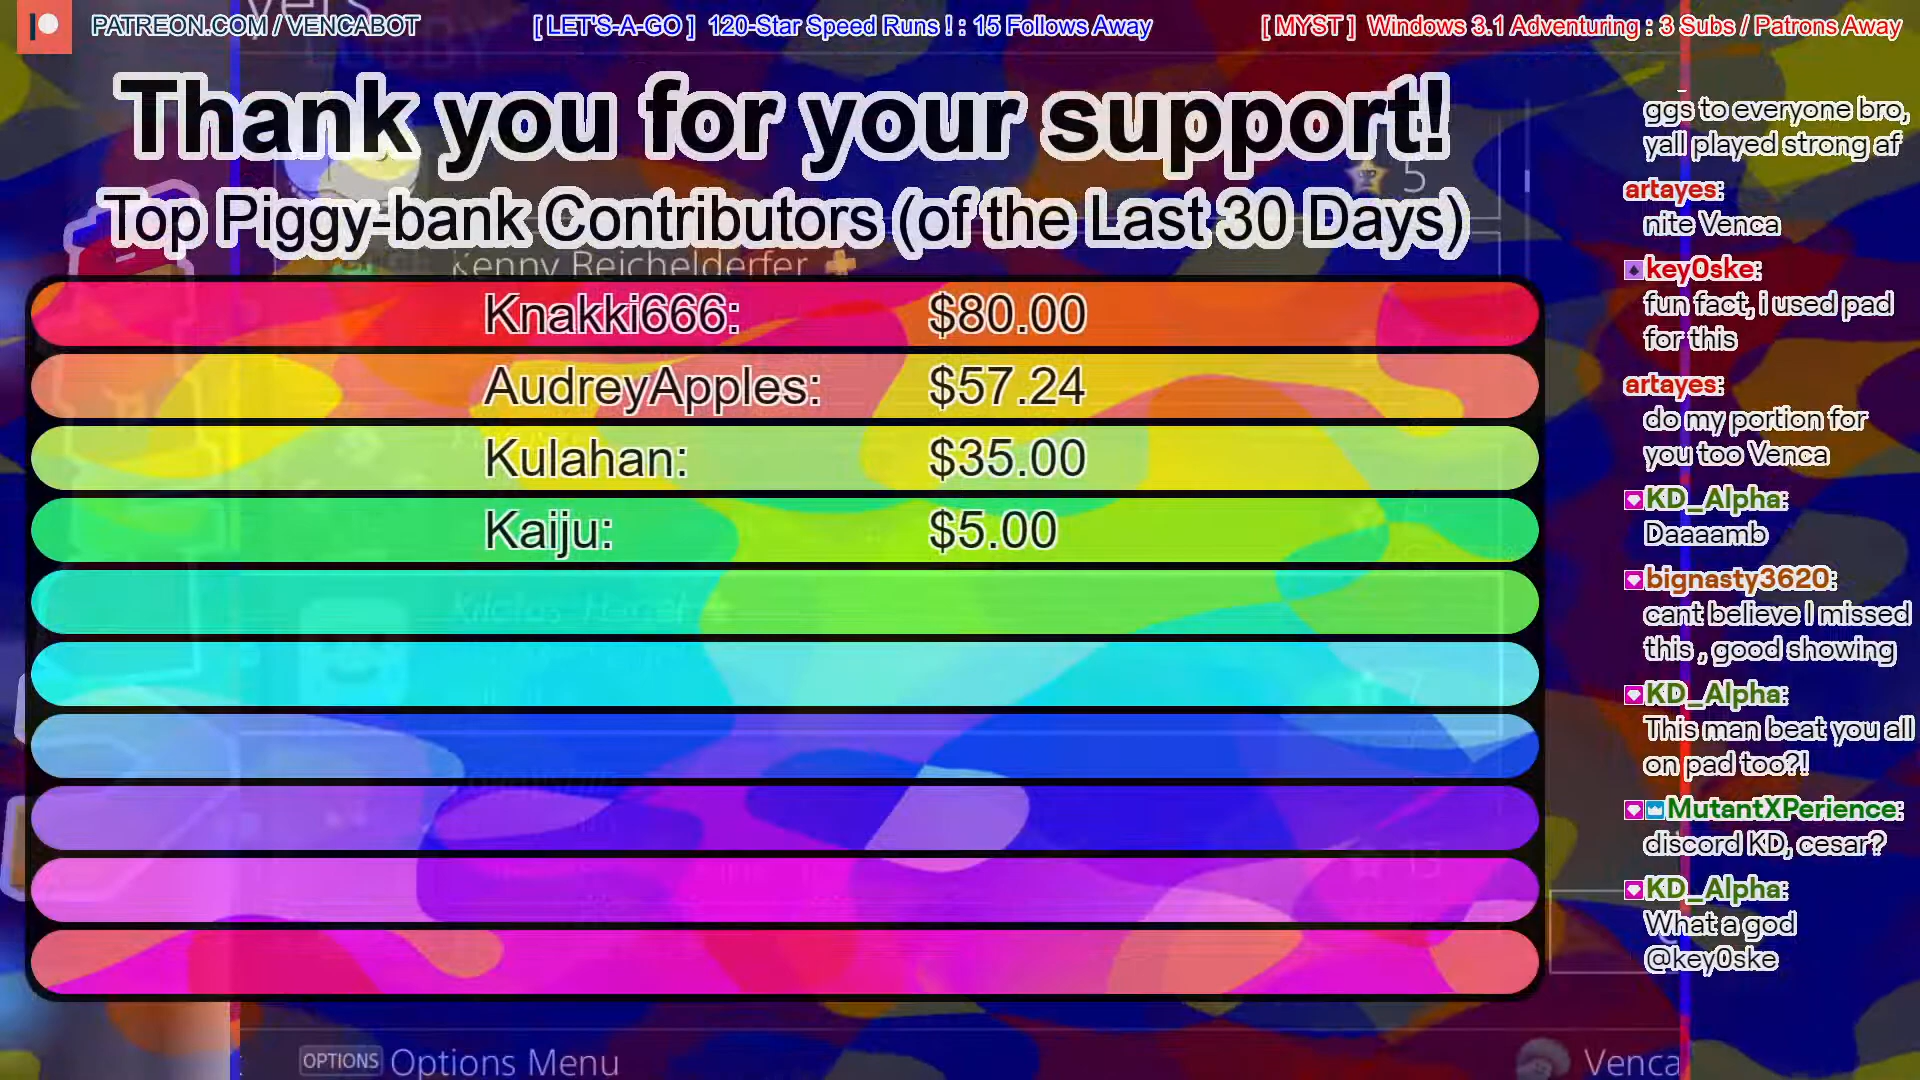 PATREON.COM / VENCABOT
[ LET'S-A-GO ] 120-Star Speed Runs ! : 15 Follows Away
[ MYST ] Windows 3.1 Adventuring : 3 Subs / Patrons Away
Thank you for your support!
5
Top Piggy-bank Contributors (of the Last 30 Days)
Kenny Reichelderfer
Knakki666: $80.00
AudreyApples: $57.24
Kulahan: $35.00
Kaiju: $5.00
OPTIONS Options Menu
Venca
ggs to everyone bro,
yall played strong af
artayes:
nite Venca
key0ske:
fun fact, i used pad
for this
artayes:
do my portion for
you too Venca
KD_Alpha:
Daaaamb
bignasty3620:
cant believe I missed
this , good showing
KD_Alpha:
This man beat you all
on pad too?!
MutantXPerience:
discord KD, cesar?
KD_Alpha:
What a god
@key0ske